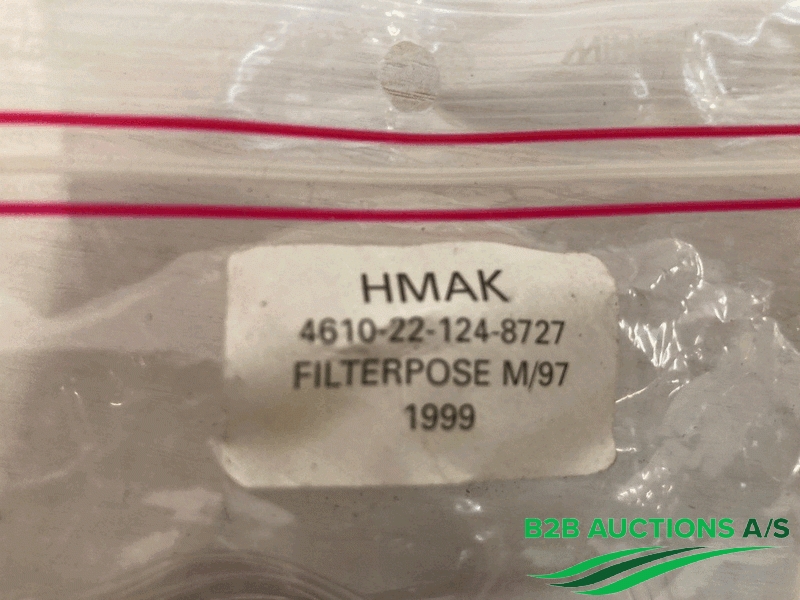 HMAK
4610-22-124-8727
FILTERPOSE M/97
1999
B2B AUCTIONS A/S